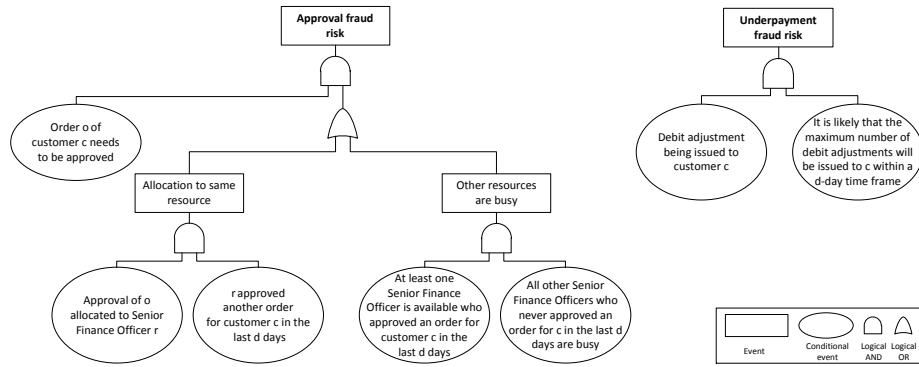 Approval fraud
risk
Underpayment
fraud risk
Order o of
customer c needs
to be approved
Debit adjustment
being issued to
customer c
It is likely that the
maximum number of
debit adjustments will
be issued to c within a
d-day time frame
Allocation to same
resource
Other resources
are busy
Approval of o
allocated to Senior
Finance Officer r
r approved
another order
for customer c in the
last d days
At least one
Senior Finance
Officer is available who
approved an order for
customer c in the
last d days
All other Senior
Finance Officers who
never approved an
order for c in the last d
days are busy
Event
Conditional
event
Logical
AND
Logical
OR